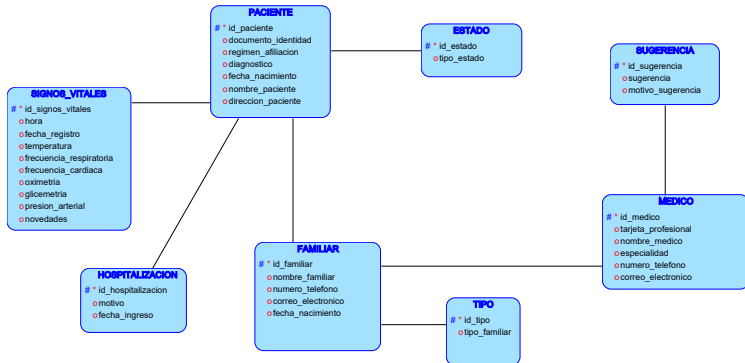 PACIENTE
# * id_paciente
o documento_identidad
o regimen_afiliacion
o diagnostico
o fecha_nacimiento
o nombre_paciente
o direccion_paciente
ESTADO
# * id_estado
o tipo_estado
SUGERENCIA
# * id_sugerencia
o sugerencia
o motivo_sugerencia
SIGNOS_VITALES
# * id_signos_vitales
o hora
o fecha_registro
o temperatura
o frecuencia_respiratoria
o frecuencia_cardiaca
o oximetria
o glicemetria
o presion_arterial
o novedades
MEDICO
# * id_medico
o tarjeta_profesional
o nombre_medico
o especialidad
o numero_telefono
o correo_electronico
FAMILIAR
# * id_familiar
o nombre_familiar
o numero_telefono
o correo_electronico
o fecha_nacimiento
HOSPITALIZACION
# * id_hospitalizacion
o motivo
o fecha_ingreso
TIPO
# * id_tipo
o tipo_familiar